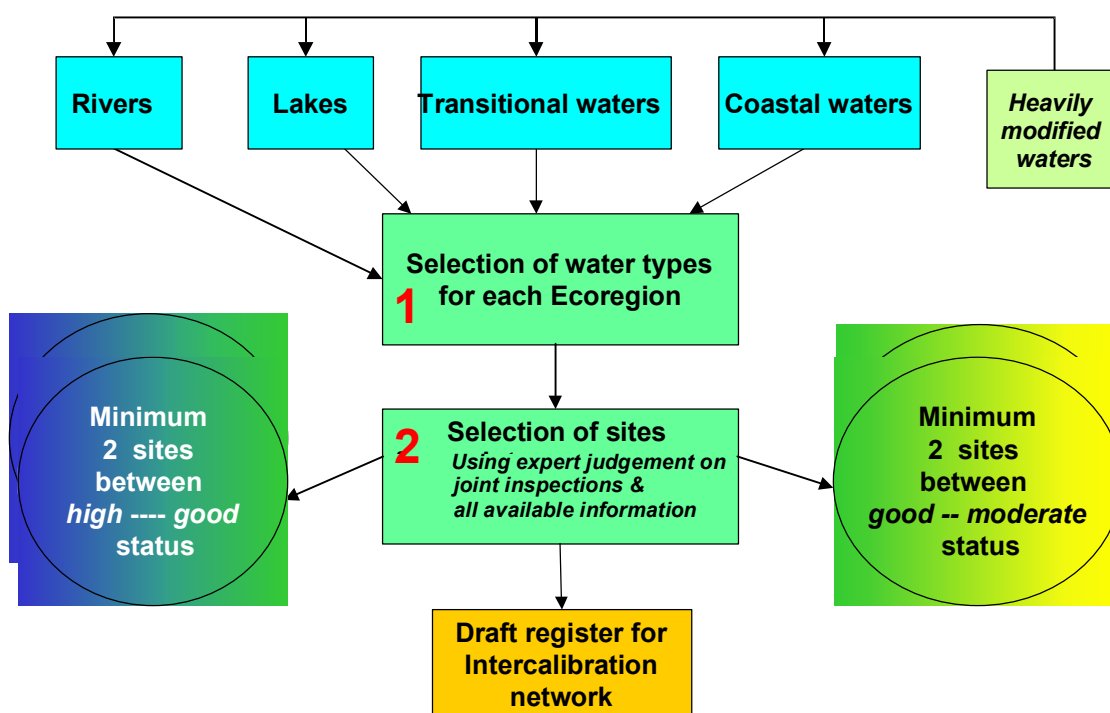 Rivers
Lakes
Transitional waters
Coastal waters
Heavily
modified
waters
Selection of water types
for each Ecoregion
1
Minimum
2 sites
between
high ---- good
status
2
Selection of sites
Using expert judgement on
joint inspections &
all available information
Minimum
2 sites
between
good -- moderate
status
Draft register for
Intercalibration
network